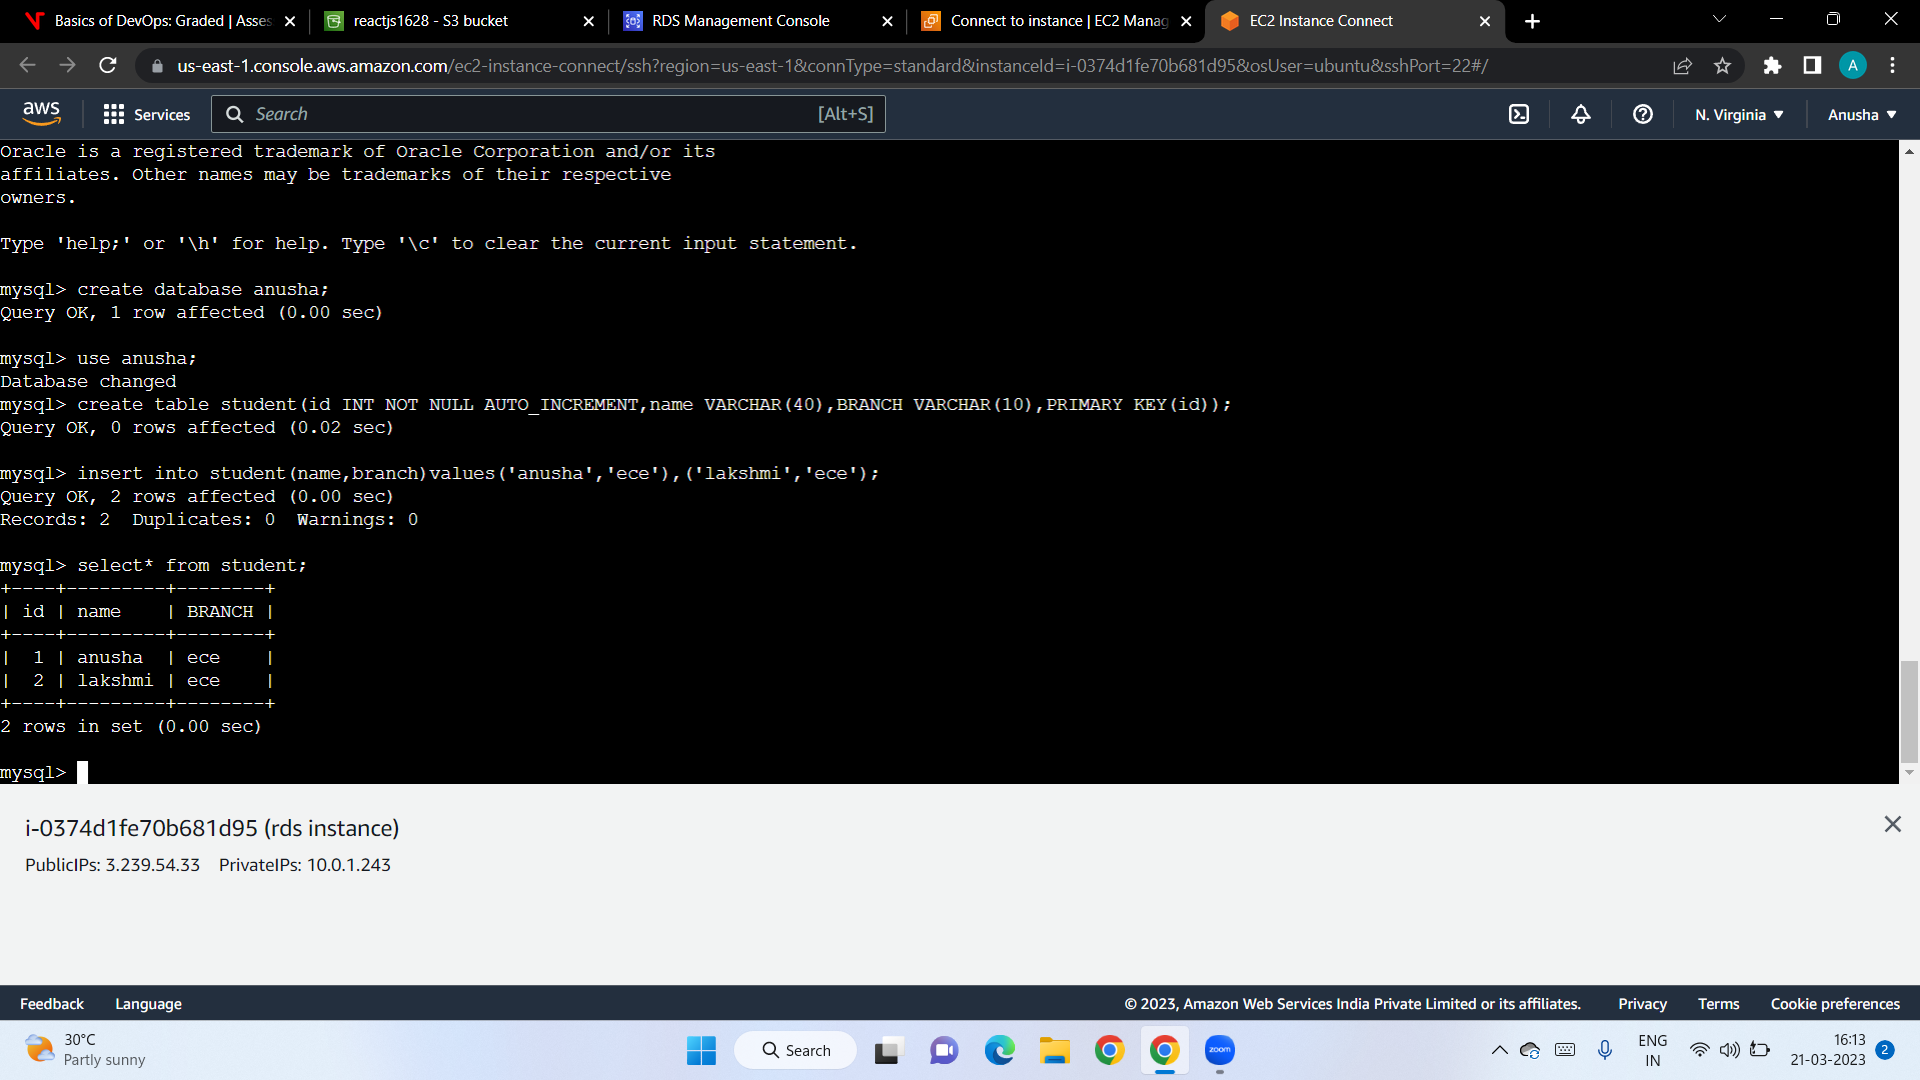 Basics of DevOps: Graded | Asses
reactjs1628 - S3 bucket
RDS Management Console
Connect to instance | EC2 Manag
EC2 Instance Connect
us-east-1.console.aws.amazon.com/ec2-instance-connect/ssh?region=us-east-1&connType=standard&instanceId=i-0374d1fe70b681d95&osUser=ubuntu&sshPort=22#/
A
aws
Services
Search
[Alt+S]
N. Virginia
Anusha
Oracle is a registered trademark of Oracle Corporation and/or its
affiliates. Other names may be trademarks of their respective
owners.
Type 'help;' or '\h' for help. Type '\c' to clear the current input statement.
mysql> create database anusha;
Query OK, 1 row affected (0.00 sec)
mysql> use anusha;
Database changed
mysql> create table student(id INT NOT NULL AUTO_INCREMENT,name VARCHAR(40),BRANCH VARCHAR(10),PRIMARY KEY(id));
Query OK, 0 rows affected (0.02 sec)
mysql> insert into student(name,branch)values('anusha','ece'),('lakshmi','ece');
Query OK, 2 rows affected (0.00 sec)
Records: 2  Duplicates: 0  Warnings: 0
mysql> select* from student;
+----+---------+--------+
| id | name    | BRANCH |
+----+---------+--------+
|  1 | anusha  | ece    |
|  2 | lakshmi | ece    |
+----+---------+--------+
2 rows in set (0.00 sec)
mysql>
i-0374d1fe70b681d95 (rds instance)
PublicIPs: 3.239.54.33   PrivateIPs: 10.0.1.243
Feedback
Language
© 2023, Amazon Web Services India Private Limited or its affiliates.
Privacy
Terms
Cookie preferences
30°C
Partly sunny
Search
zoom
ENG
IN
16:13
21-03-2023
2